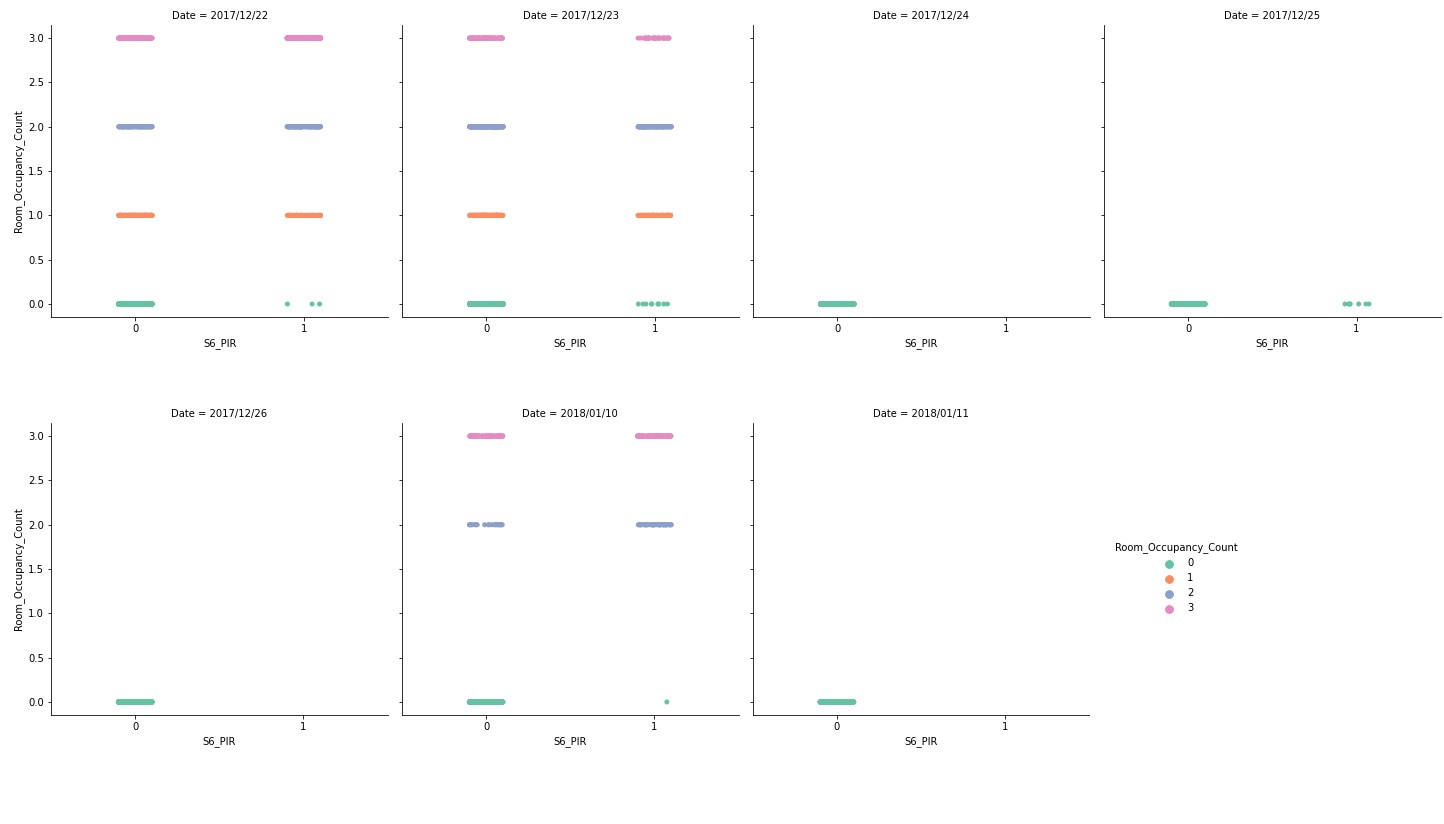 Date = 2017/12/22
Date = 2017/12/23
Date = 2017/12/24
Date = 2017/12/25
3.0
2.5
2.0
1.5
1.0
0.5
0.0
Room_Occupancy_Count
0 1
0 1
0 1
0 1
S6_PIR
S6_PIR
S6_PIR
S6_PIR
Date = 2017/12/26
Date = 2018/01/10
Date = 2018/01/11
3.0
2.5
2.0
1.5
1.0
0.5
0.0
Room_Occupancy_Count
0 1
0 1
0 1
S6_PIR
S6_PIR
S6_PIR
Room_Occupancy_Count
0
1
2
3